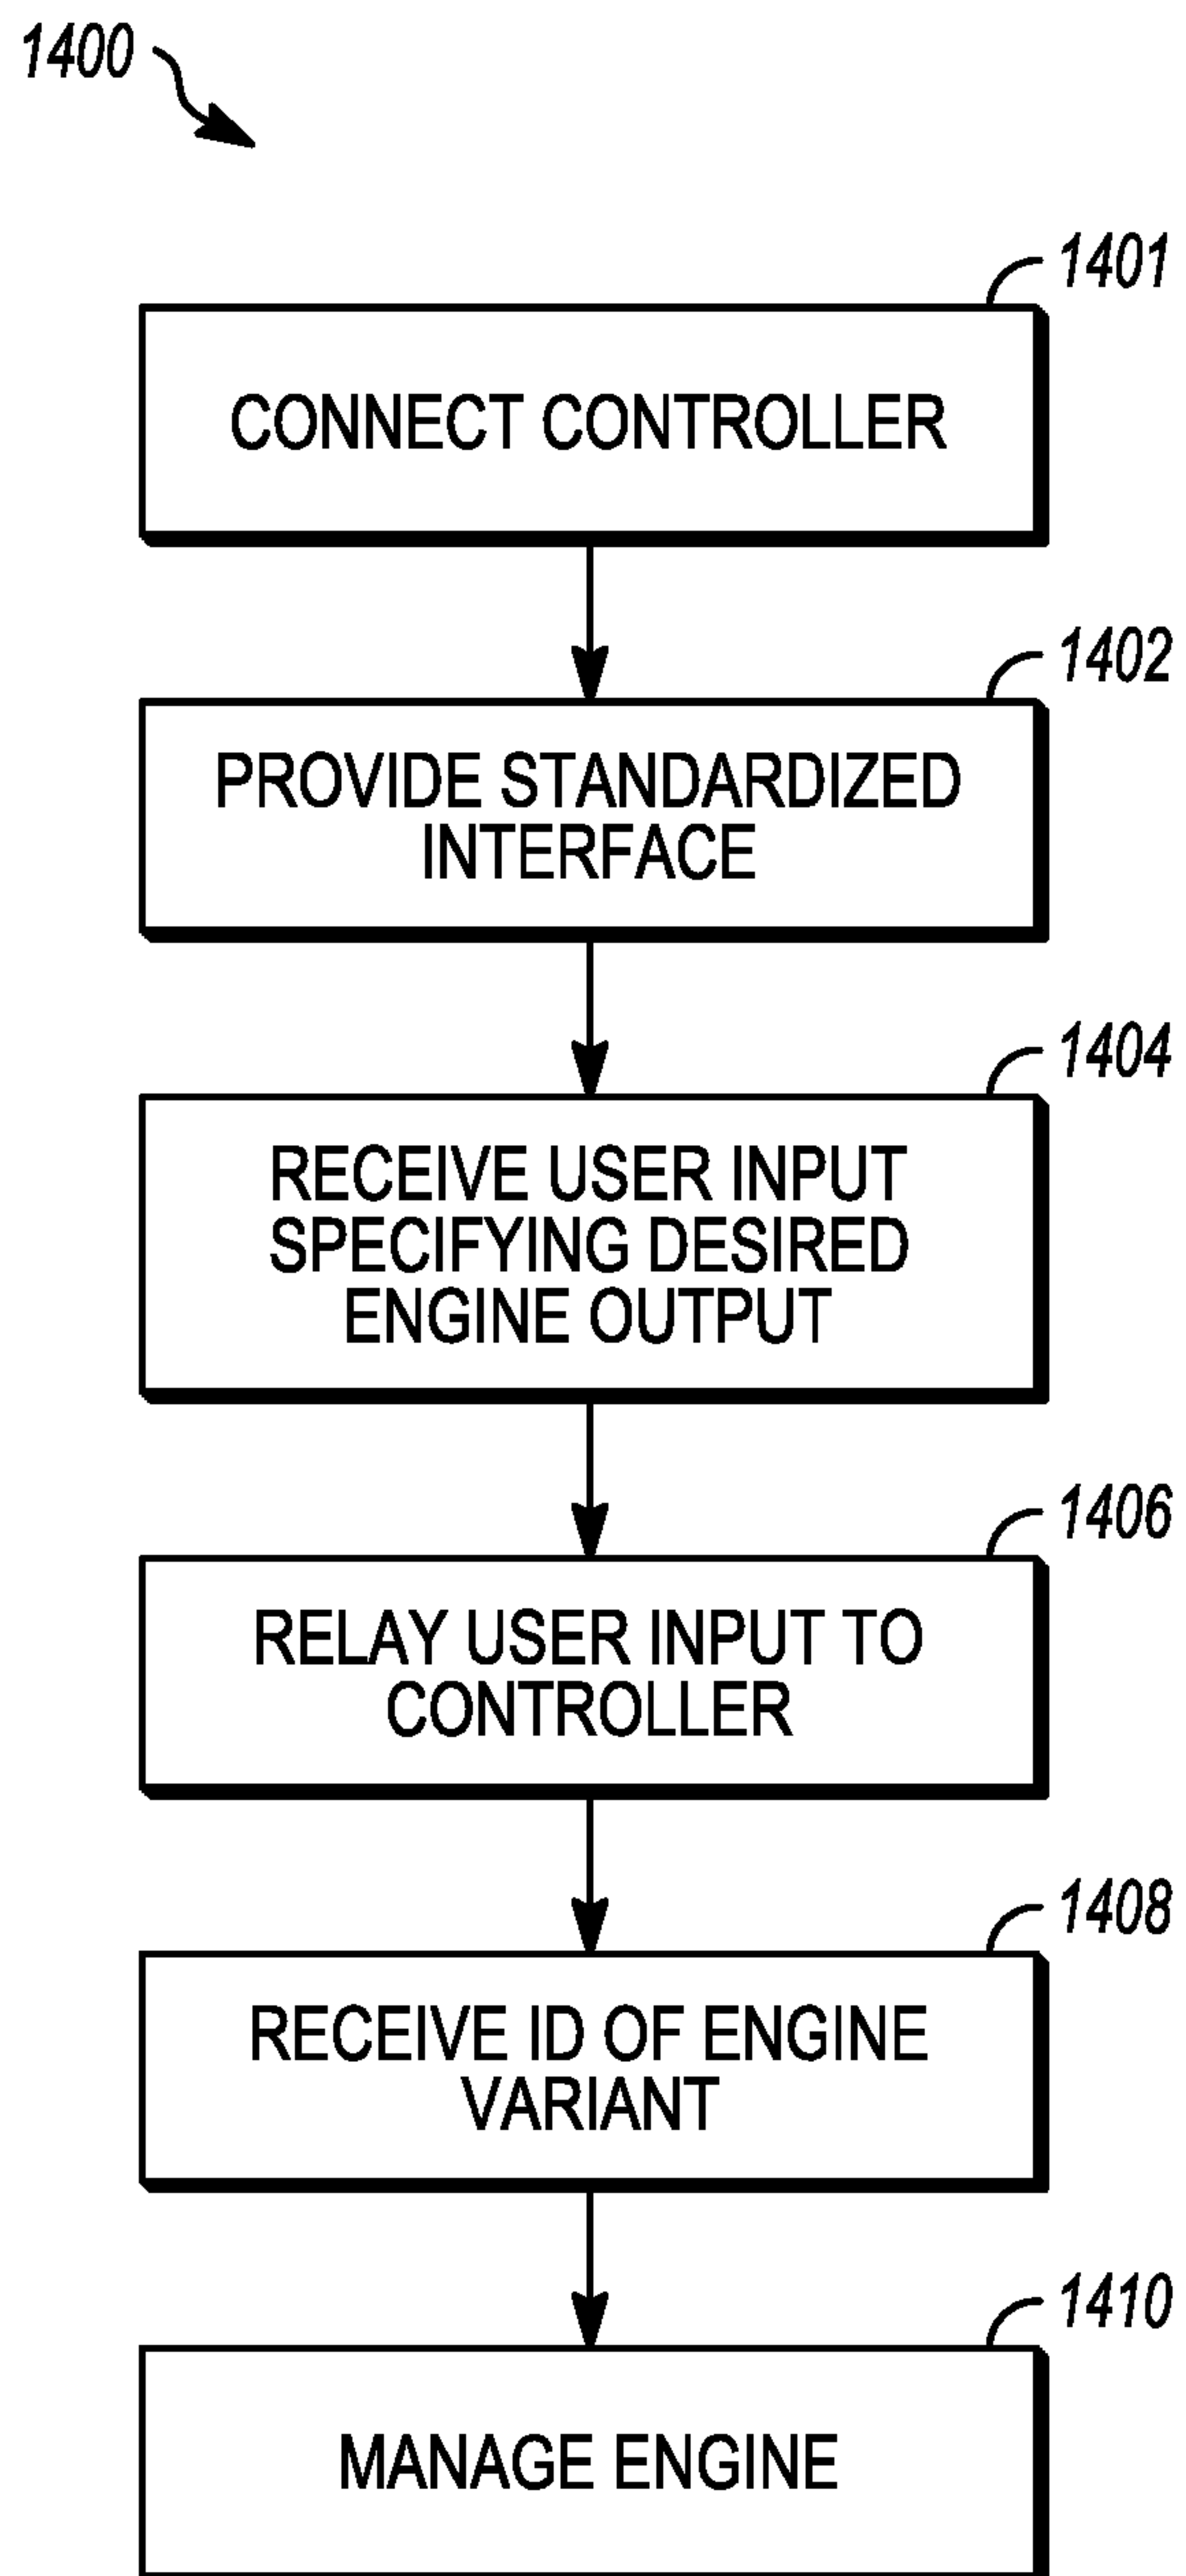 1400
1401
CONNECT CONTROLLER
1402
PROVIDE STANDARDIZED
INTERFACE
1404
RECEIVE USER INPUT
SPECIFYING DESIRED
ENGINE OUTPUT
1406
RELAY USER INPUT TO
CONTROLLER
1408
RECEIVE ID OF ENGINE
VARIANT
1410
MANAGE ENGINE